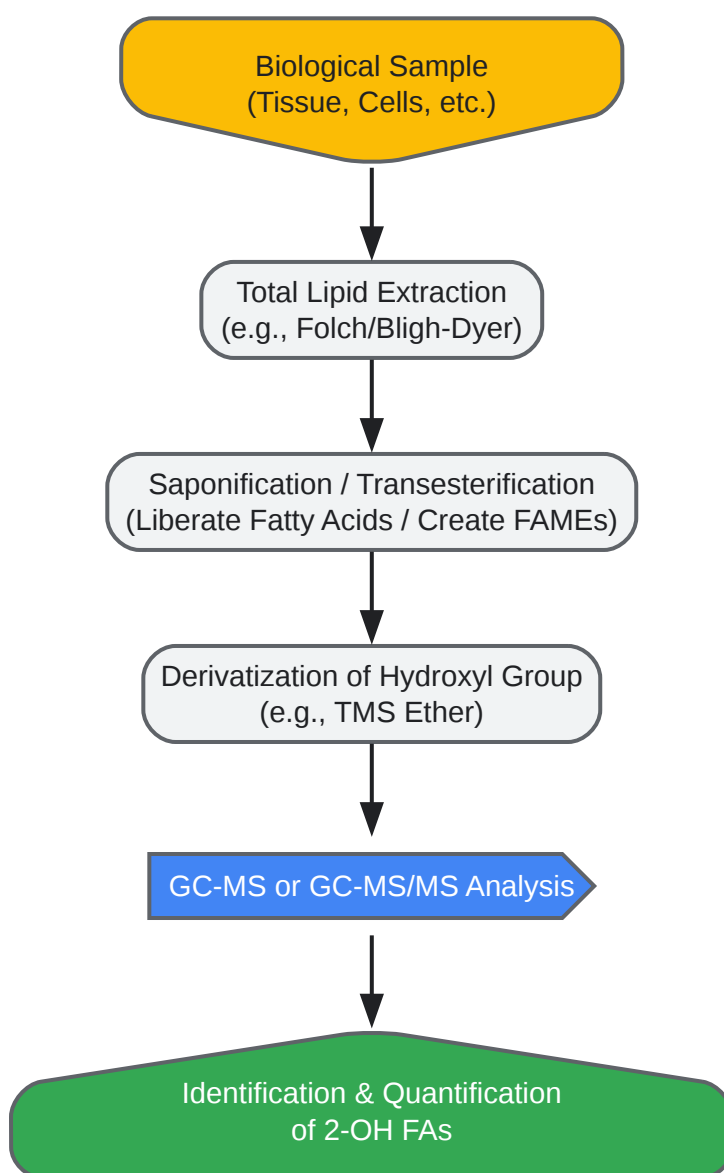 Biological Sample
(Tissue, Cells, etc.)
Total Lipid Extraction
(e.g., Folch/Bligh-Dyer)
Saponification / Transesterification
(Liberate Fatty Acids / Create FAMEs)
Derivatization of Hydroxyl Group
(e.g., TMS Ether)
GC-MS or GC-MS/MS Analysis
Identification & Quantification
of 2-OH FAs